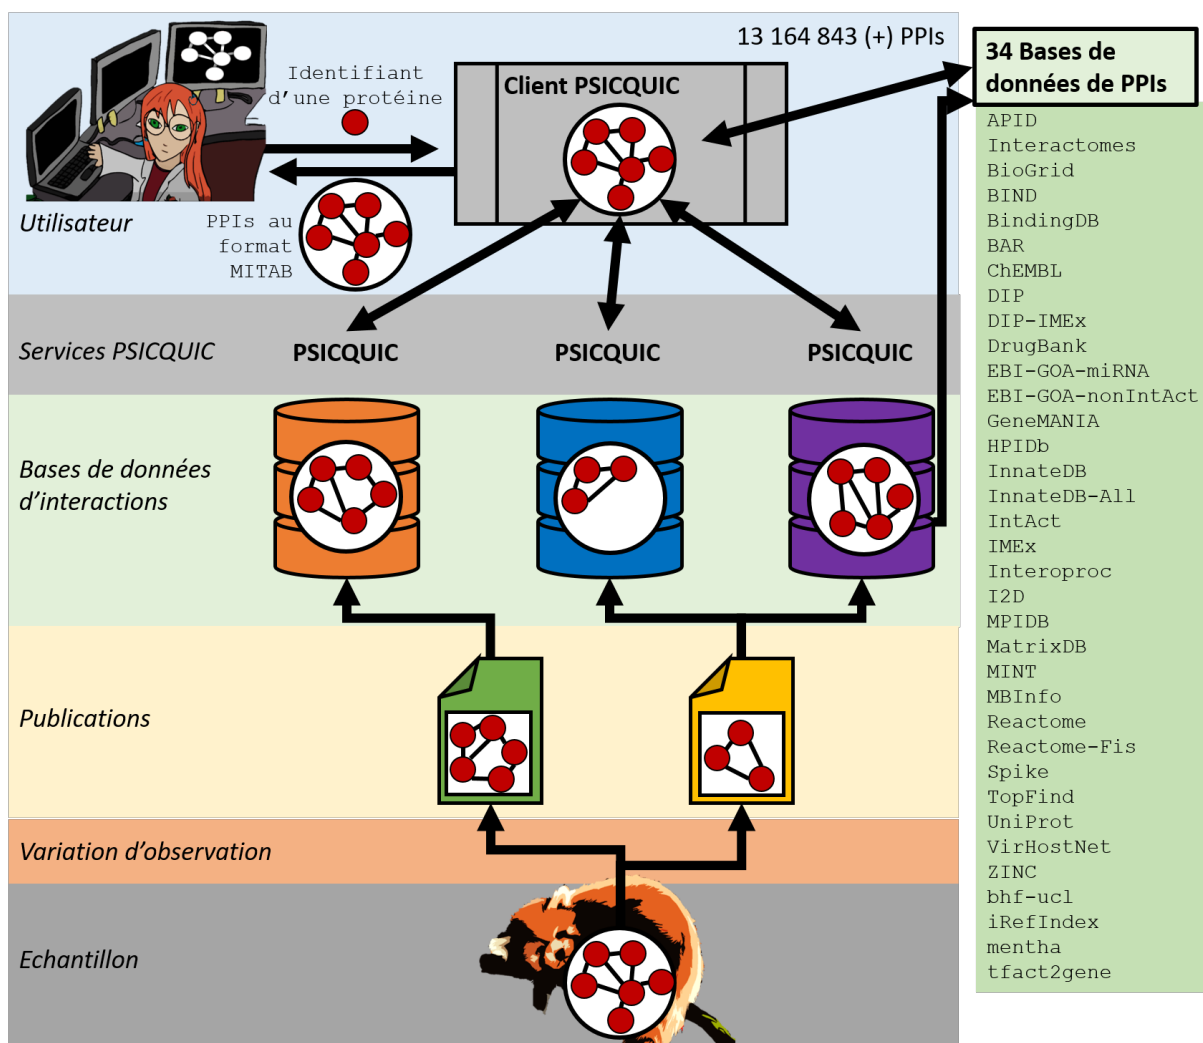 13 164 843 (+) PPIs
Identifiant
d'une protéine
Client PSICQUIC
Utilisateur
PPIs au
format
MITAB
Services PSICQUIC
PSICQUIC
PSICQUIC
PSICQUIC
Bases de données
d'interactions
Publications
Variation d'observation
Echantillon
34 Bases de
données de PPIs
APID
Interactomes
BioGrid
BIND
BindingDB
BAR
ChEMBL
DIP
DIP-IMEx
DrugBank
EBI-GOA-miRNA
EBI-GOA-nonIntAct
GeneMANIA
HPIDb
InnateDB
InnateDB-All
IntAct
IMEx
Interoproc
I2D
MPIDB
MatrixDB
MINT
MBInfo
Reactome
Reactome-Fis
Spike
TopFind
UniProt
VirHostNet
ZINC
bhf-ucl
iRefIndex
mentha
tfact2gene